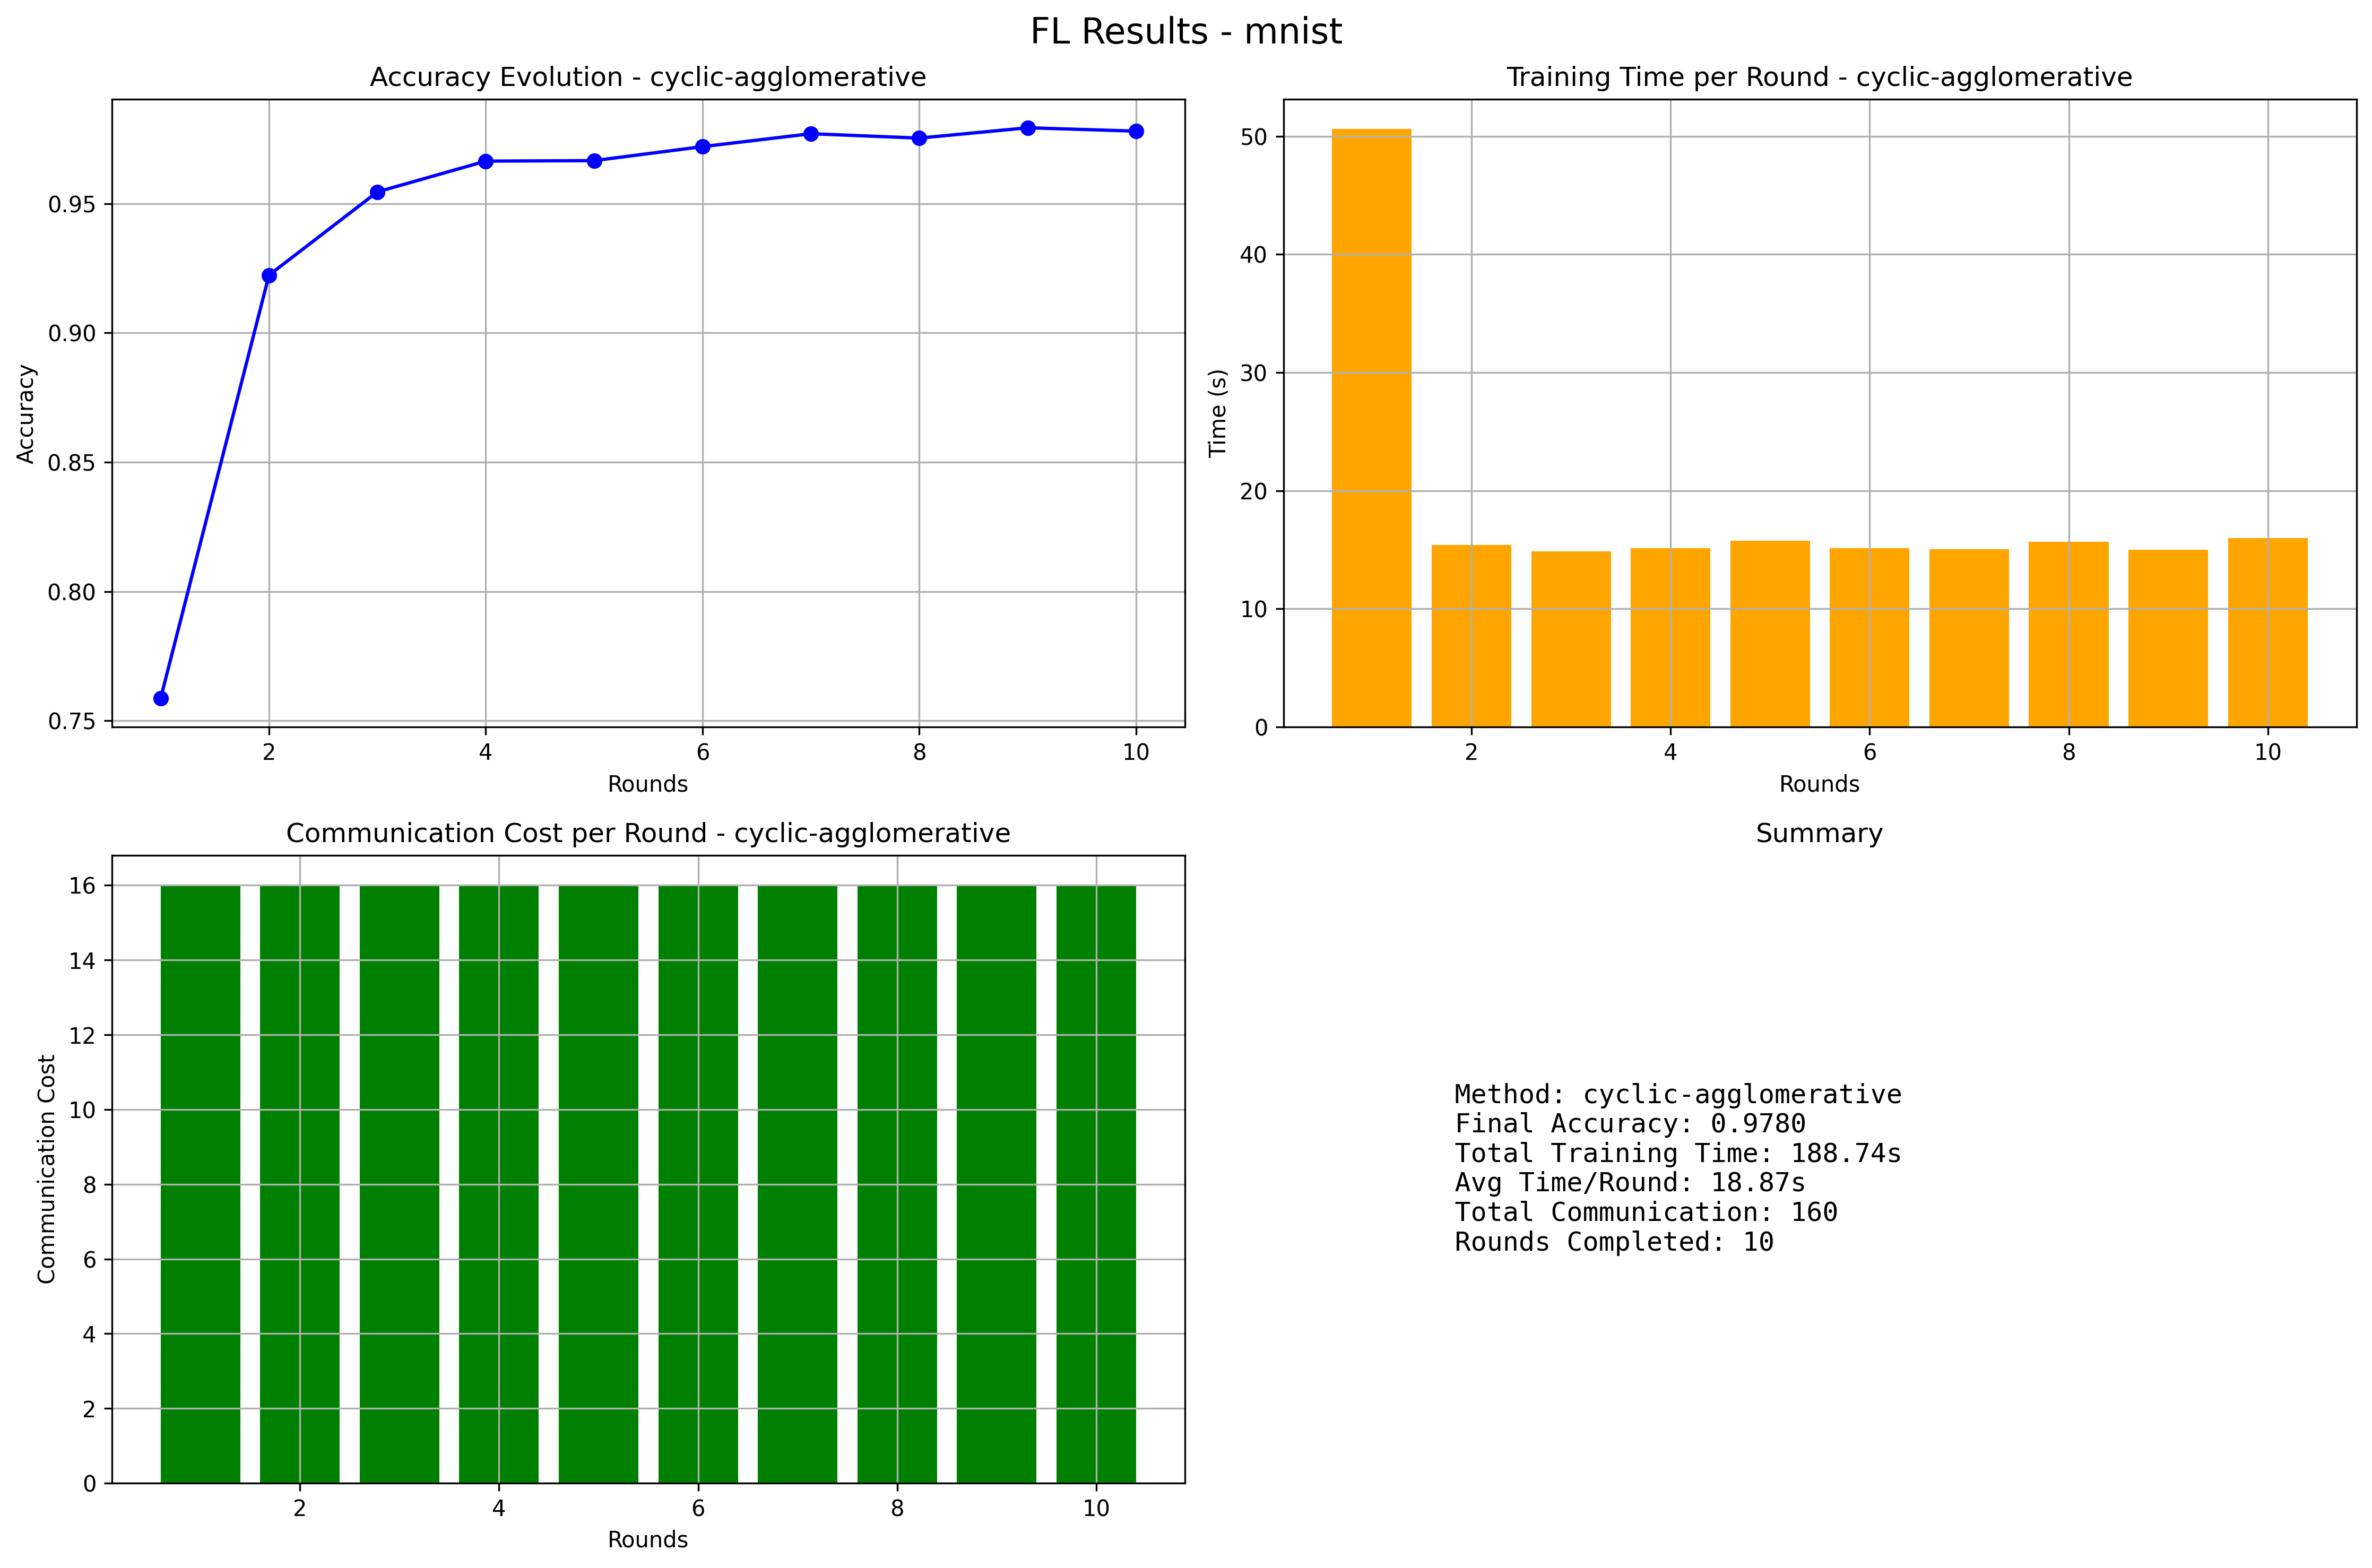 FL Results - mnist
Accuracy Evolution - cyclic-agglomerative
Accuracy
0.95
0.90
0.85
0.80
0.75
2 4 6 8 10
Rounds
Training Time per Round - cyclic-agglomerative
Time (s)
50
40
30
20
10
0
2 4 6 8 10
Rounds
Communication Cost per Round - cyclic-agglomerative
Communication Cost
16
14
12
10
8
6
4
2
0
2 4 6 8 10
Rounds
Summary
Method: cyclic-agglomerative
Final Accuracy: 0.9780
Total Training Time: 188.74s
Avg Time/Round: 18.87s
Total Communication: 160
Rounds Completed: 10